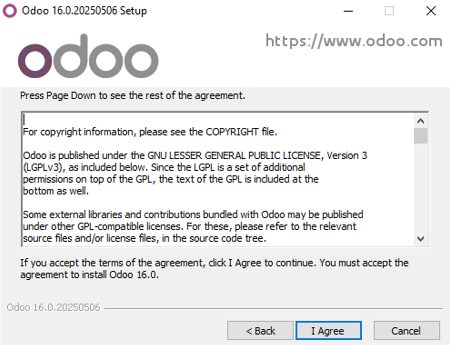 Odoo 16.0.20250506 Setup
odoo
https://www.odoo.com
Press Page Down to see the rest of the agreement.
For copyright information, please see the COPYRIGHT file.
Odoo is published under the GNU LESSER GENERAL PUBLIC LICENSE, Version 3
(LGPLv3), as included below. Since the LGPL is a set of additional
permissions on top of the GPL, the text of the GPL is included at the
bottom as well.
Some external libraries and contributions bundled with Odoo may be published
under other GPL-compatible licenses. For these, please refer to the relevant
source files and/or license files, in the source code tree.
If you accept the terms of the agreement, click I Agree to continue. You must accept the
agreement to install Odoo 16.0.
Odoo 16.0.20250506
< Back
I Agree
Cancel